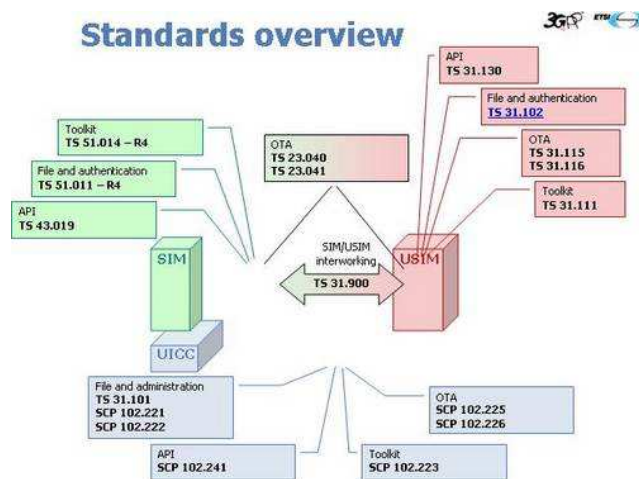 Standards overview
3GPP
ETSI
API
TS 31.130
File and authentication
TS 31.102
Toolkit
TS 51.014 – R4
OTA
TS 23.040
TS 23.041
OTA
TS 31.115
TS 31.116
File and authentication
TS 51.011 – R4
Toolkit
TS 31.111
API
TS 43.019
SIM
SIM/USIM
interworking
TS 31.900
USIM
UICC
File and administration
TS 31.101
SCP 102.221
SCP 102.222
OTA
SCP 102.225
SCP 102.226
API
SCP 102.241
Toolkit
SCP 102.223